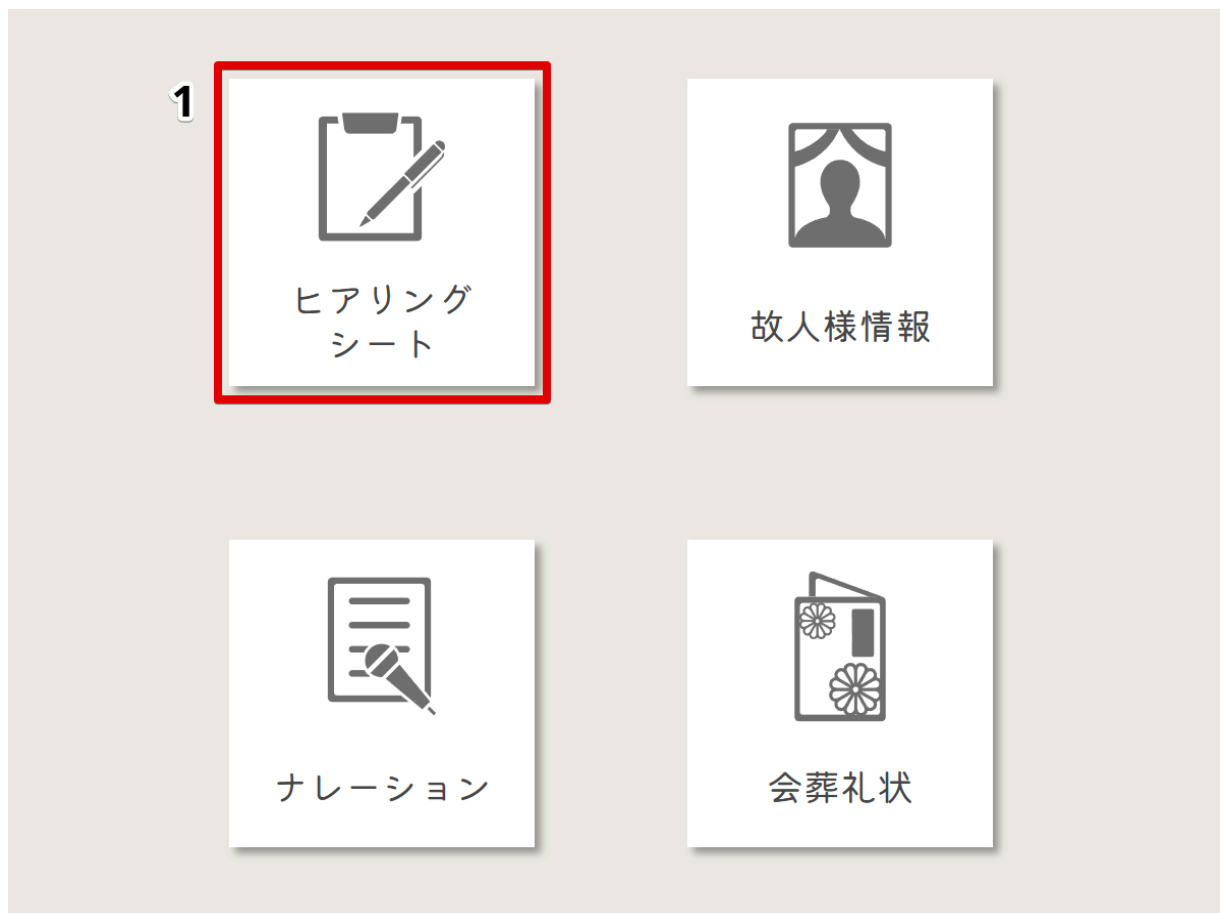 1
ヒアリング
シート
故人様情報
ナレーション
会葬礼状